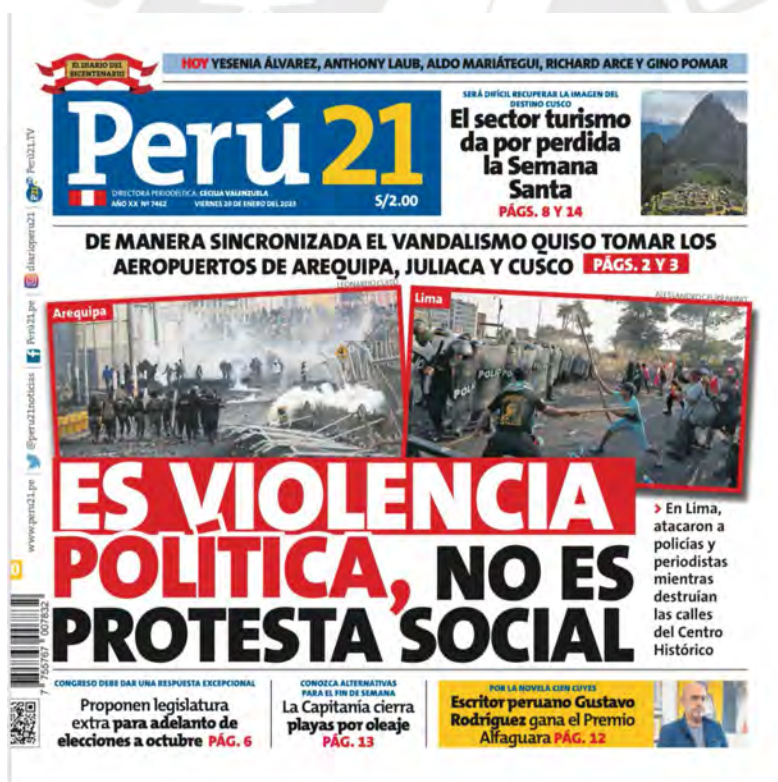 EL DIARIO DEL
BICENTENARIO
HOY YESENIA ÁLVAREZ, ANTHONY LAUB, ALDO MARIÁTEGUI, RICHARD ARCE Y GINO POMAR
Perú 21
DIRECTORA PERIODÍSTICA: CECILIA VALENZUELA
AÑO XX Nº 7462 VIERNES 20 DE ENERO DEL 2023
S/2.00
SERÁ DIFÍCIL RECUPERAR LA IMAGEN DEL
DESTINO CUSCO
El sector turismo
da por perdida
la Semana
Santa
PÁGS. 8 Y 14
DE MANERA SINCRONIZADA EL VANDALISMO QUISO TOMAR LOS
AEROPUERTOS DE AREQUIPA, JULIACA Y CUSCO PÁGS. 2 Y 3
Arequipa
Lima
POLICIA
ES VIOLENCIA
POLÍTICA, NO ES
PROTESTA SOCIAL
> En Lima,
atacaron a
policías y
periodistas
mientras
destruían
las calles
del Centro
Histórico
www.peru21.pe | @peru21noticias | Perú21.pe | diarioperu21 | P21 Perú21.TV
7 755767 007832
CONGRESO DEBE DAR UNA RESPUESTA EXCEPCIONAL
Proponen legislatura
extra para adelanto de
elecciones a octubre PÁG. 6
CONOZCA ALTERNATIVAS
PARA EL FIN DE SEMANA
La Capitanía cierra
playas por oleaje
PÁG. 13
POR LA NOVELA CIEN CUYES
Escritor peruano Gustavo
Rodríguez gana el Premio
Alfaguara PÁG. 12